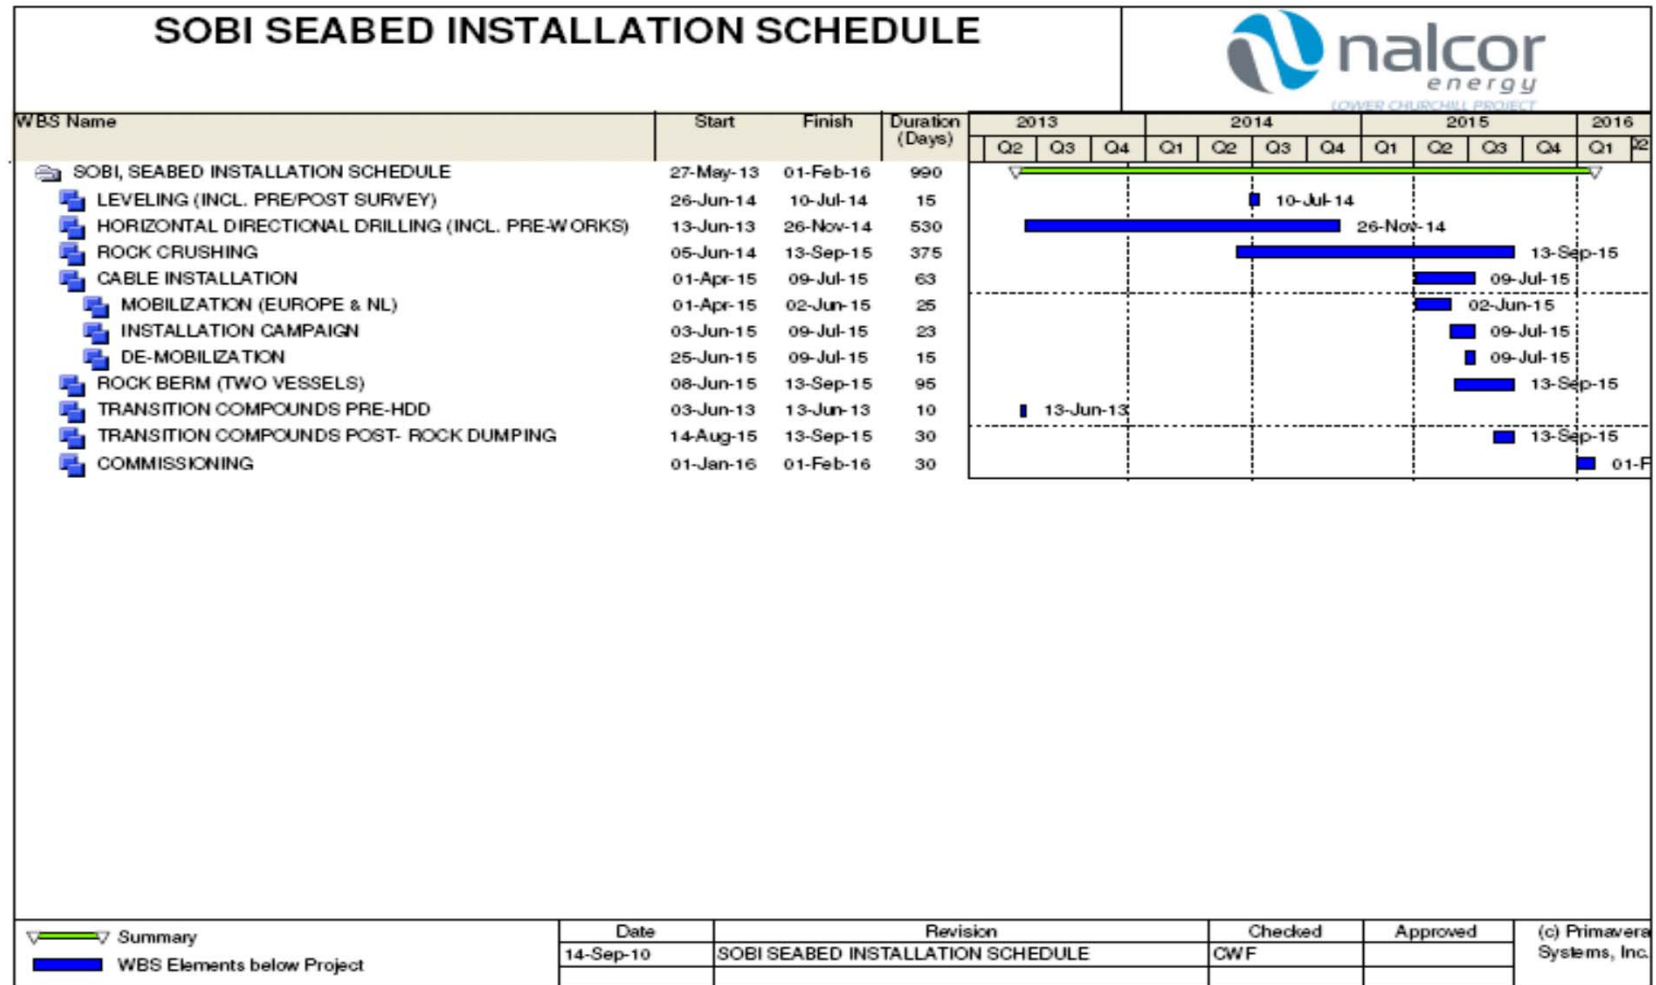 SOBI SEABED INSTALLATION SCHEDULE
nalcor
energy
LOWER CHURCHILL PROJECT
WBS Name Start Finish Duration (Days) 2013 2014 2015 2016
Q2 Q3 Q4 Q1 Q2 Q3 Q4 Q1 Q2 Q3 Q4 Q1 Q2
SOBI, SEABED INSTALLATION SCHEDULE 27-May-13 01-Feb-16 990
LEVELING (INCL. PRE/POST SURVEY) 26-Jun-14 10-Jul-14 15 10-Jul-14
HORIZONTAL DIRECTIONAL DRILLING (INCL. PRE-WORKS) 13-Jun-13 26-Nov-14 530 26-Nov-14
ROCK CRUSHING 05-Jun-14 13-Sep-15 375 13-Sep-15
CABLE INSTALLATION 01-Apr-15 09-Jul-15 63 09-Jul-15
MOBILIZATION (EUROPE & NL) 01-Apr-15 02-Jun-15 25 02-Jun-15
INSTALLATION CAMPAIGN 03-Jun-15 09-Jul-15 23 09-Jul-15
DE-MOBILIZATION 25-Jun-15 09-Jul-15 15 09-Jul-15
ROCK BERM (TWO VESSELS) 08-Jun-15 13-Sep-15 95 13-Sep-15
TRANSITION COMPOUNDS PRE-HDD 03-Jun-13 13-Jun-13 10 13-Jun-13
TRANSITION COMPOUNDS POST- ROCK DUMPING 14-Aug-15 13-Sep-15 30 13-Sep-15
COMMISSIONING 01-Jan-16 01-Feb-16 30 01-F
Summary
WBS Elements below Project
Date Revision Checked Approved
14-Sep-10 SOBI SEABED INSTALLATION SCHEDULE CWF
(c) Primavera
Systems, Inc.